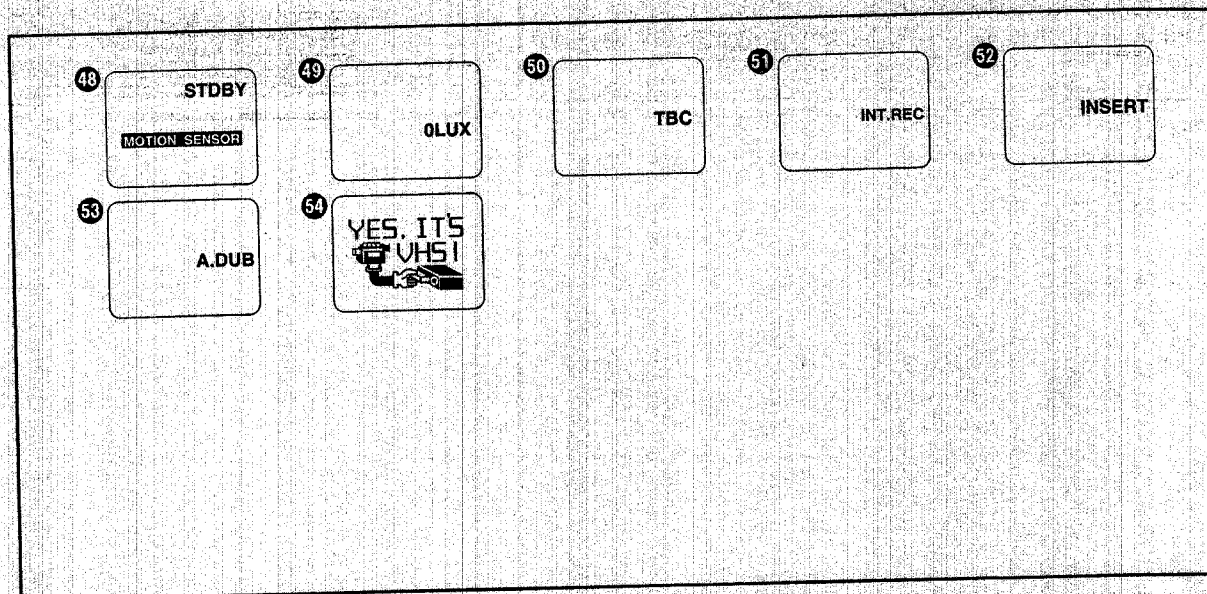 48 STDBY
MOTION SENSOR
49 0LUX
50 TBC
51 INT.REC
52 INSERT
53 A.DUB
54 YES, IT'S
VHS!